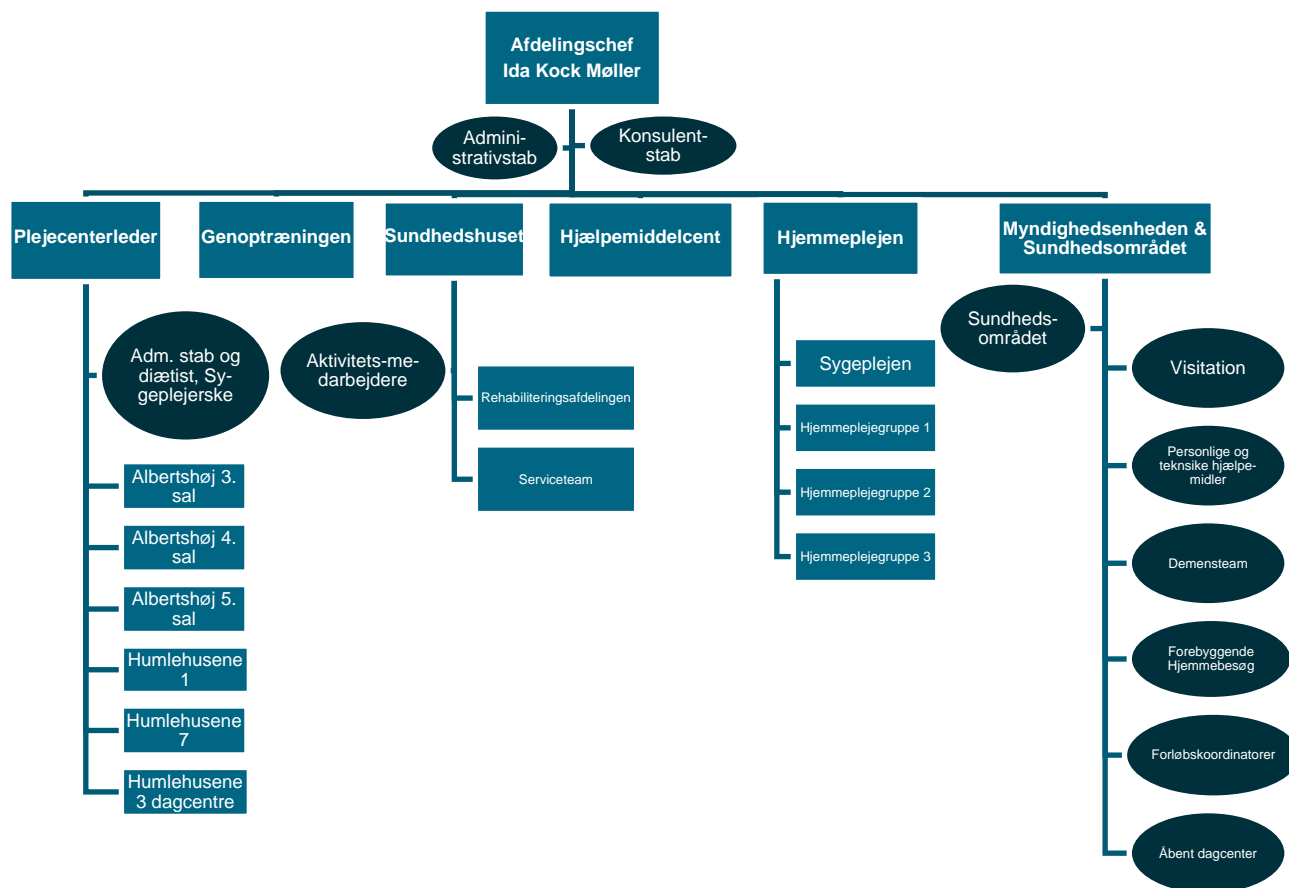 Afdelingschef
Ida Kock Møller
Admini-
strativstab
Konsulent-
stab
Plejecenterleder
Genoptræningen
Sundhedshuset
Hjælpemiddelcent
Hjemmeplejen
Myndighedsenheden &
Sundhedsområdet
Adm. stab og
diætist, Sy-
geplejerske
Albertshøj 3.
sal
Albertshøj 4.
sal
Albertshøj 5.
sal
Humlehusene
1
Humlehusene
7
Humlehusene
3 dagcentre
Aktivitets-me-
darbejdere
Rehabiliteringsafdelingen
Serviceteam
Sygeplejen
Hjemmeplejegruppe 1
Hjemmeplejegruppe 2
Hjemmeplejegruppe 3
Sundheds-
området
Visitation
Personlige og
teknsike hjælpe-
midler
Demensteam
Forebyggende
Hjemmebesøg
Forløbskoordinatorer
Åbent dagcenter